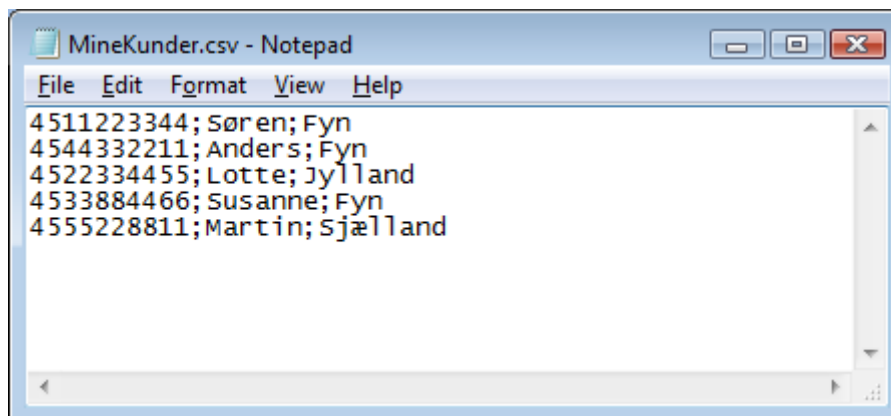 MineKunder.csv - Notepad
File Edit Format View Help
4511223344;Søren;Fyn
4544332211;Anders;Fyn
4522334455;Lotte;Jylland
4533884466;Susanne;Fyn
4555228811;Martin;Sjælland